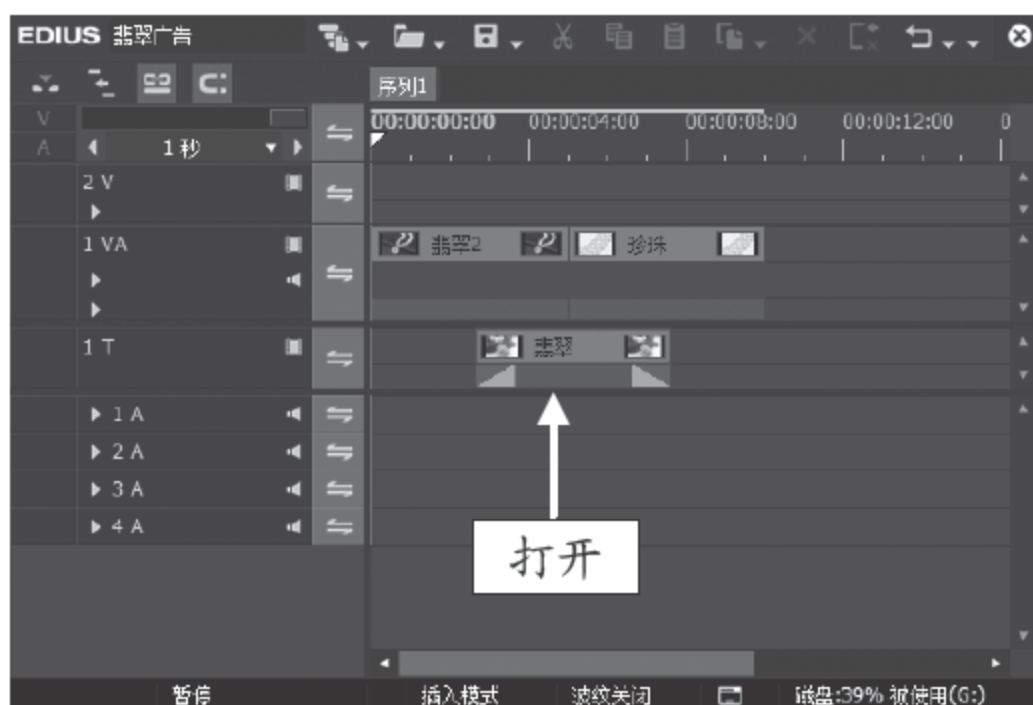 EDIUS 翡翠广告
序列1
V
A
1 秒
00:00:00:00 00:00:04:00 00:00:08:00 00:00:12:00 0
2 V
1 VA
翡翠2 珍珠
1 T
翡翠
1 A
2 A
3 A
4 A
打开
暂停 插入模式 波纹关闭 磁盘:39% 被使用(G:)